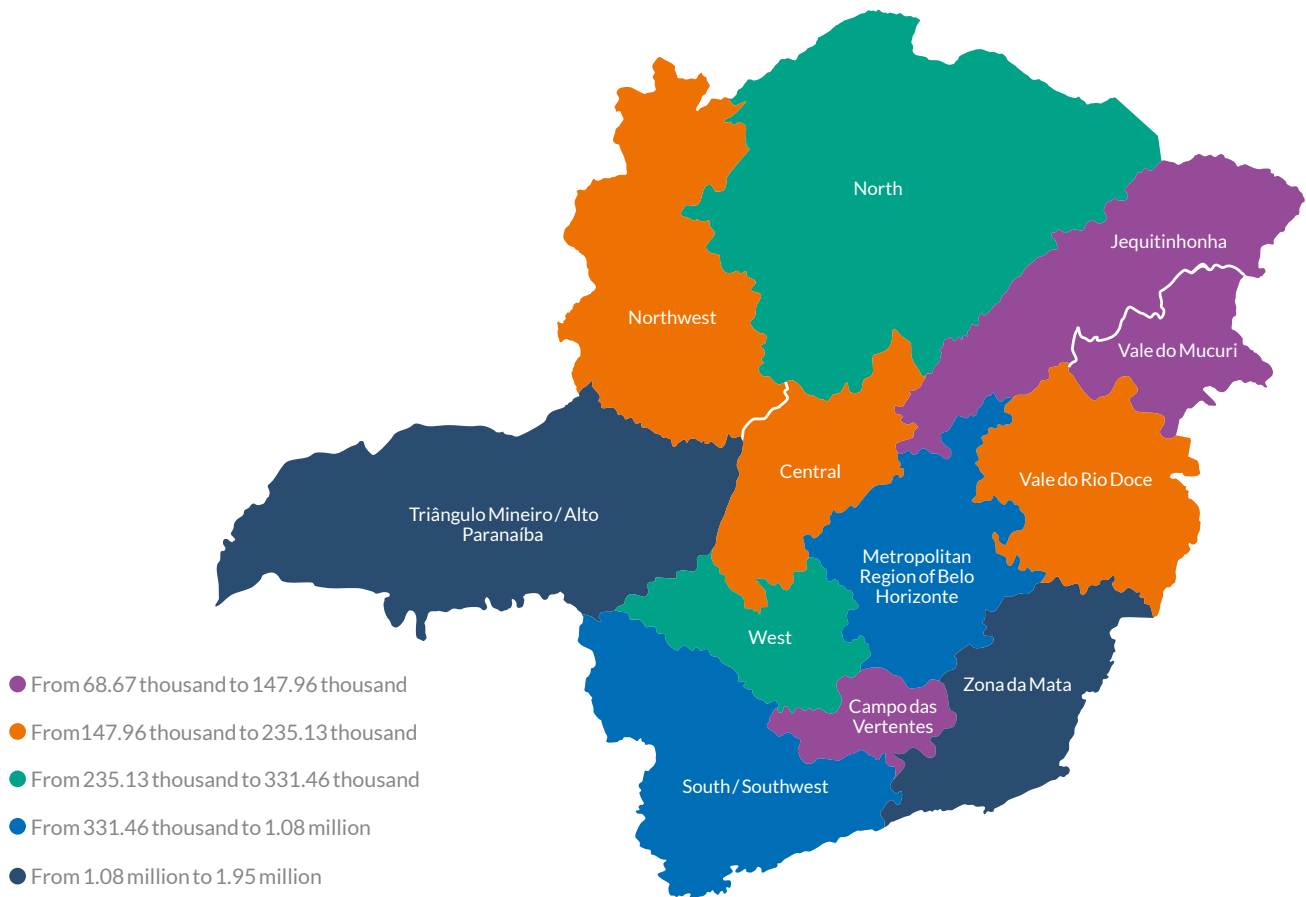 North
Jequitinhonha
Northwest
Vale do Mucuri
Central
Vale do Rio Doce
Triângulo Mineiro / Alto
Paranaíba
Metropolitan
Region of Belo
Horizonte
West
Zona da Mata
Campo das
Vertentes
South / Southwest
From 68.67 thousand to 147.96 thousand
From147.96 thousand to 235.13 thousand
From 235.13 thousand to 331.46 thousand
From 331.46 thousand to 1.08 million
From 1.08 million to 1.95 million